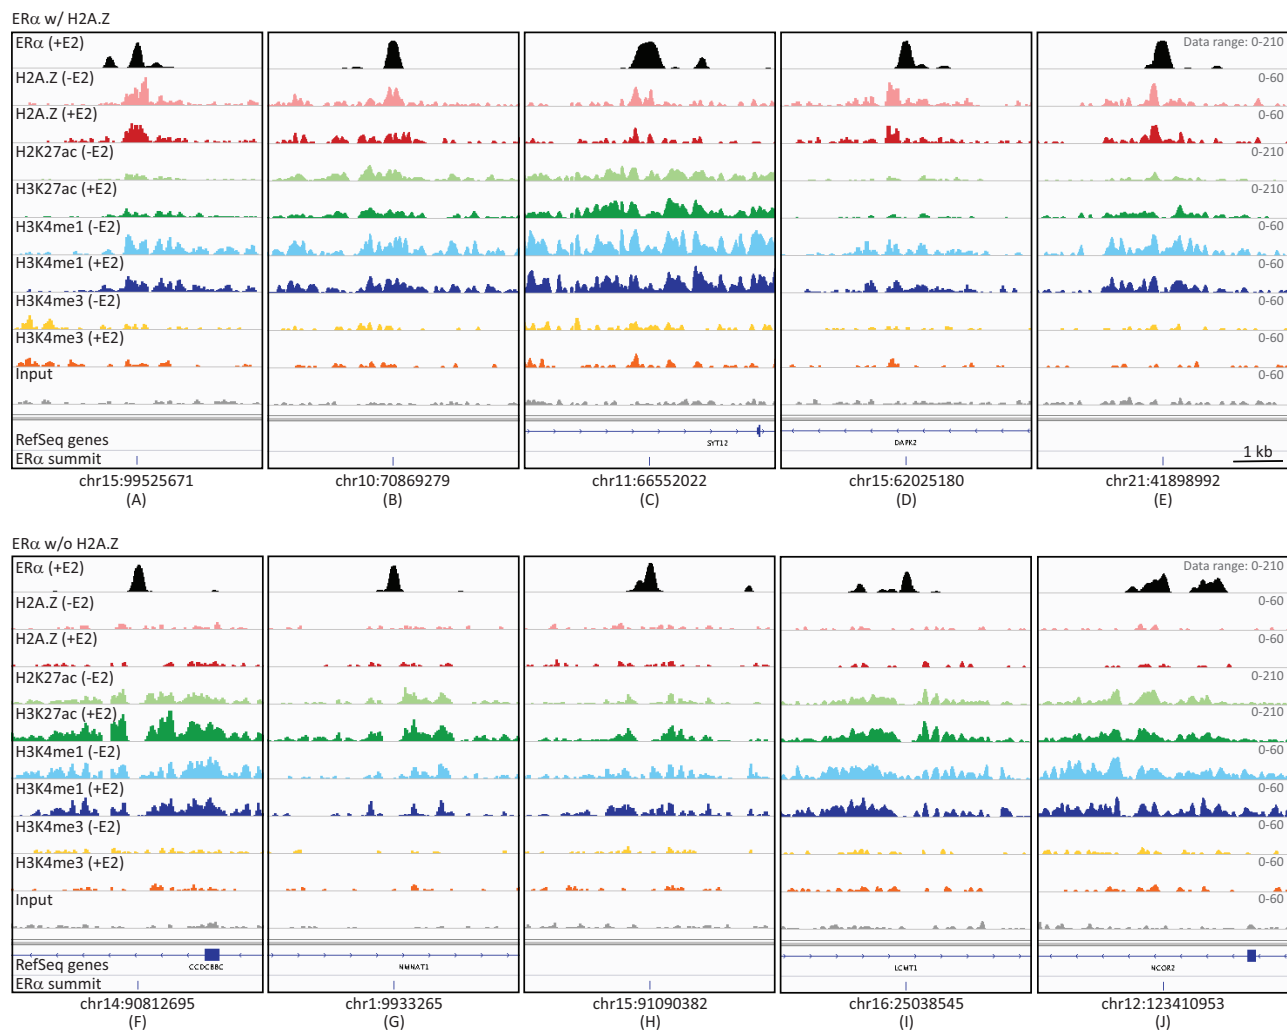 ERα w/ H2A.Z
ERα (+E2)
Data range: 0-210
H2A.Z (-E2)
0-60
H2A.Z (+E2)
0-60
H2K27ac (-E2)
0-210
H3K27ac (+E2)
0-210
H3K4me1 (-E2)
0-60
H3K4me1 (+E2)
0-60
H3K4me3 (-E2)
0-60
H3K4me3 (+E2)
0-60
Input
0-60
RefSeq genes
SYT12
DAPK2
ERα summit
1 kb
chr15:99525671 chr10:70869279 chr11:66552022 chr15:62025180 chr21:41898992
(A) (B) (C) (D) (E)
ERα w/o H2A.Z
ERα (+E2)
Data range: 0-210
H2A.Z (-E2)
0-60
H2A.Z (+E2)
0-60
H2K27ac (-E2)
0-210
H3K27ac (+E2)
0-210
H3K4me1 (-E2)
0-60
H3K4me1 (+E2)
0-60
H3K4me3 (-E2)
0-60
H3K4me3 (+E2)
0-60
Input
0-60
RefSeq genes
CCDC88C
NMNAT1
LCMT1
NCOR2
ERα summit
chr14:90812695 chr1:9933265 chr15:91090382 chr16:25038545 chr12:123410953
(F) (G) (H) (I) (J)